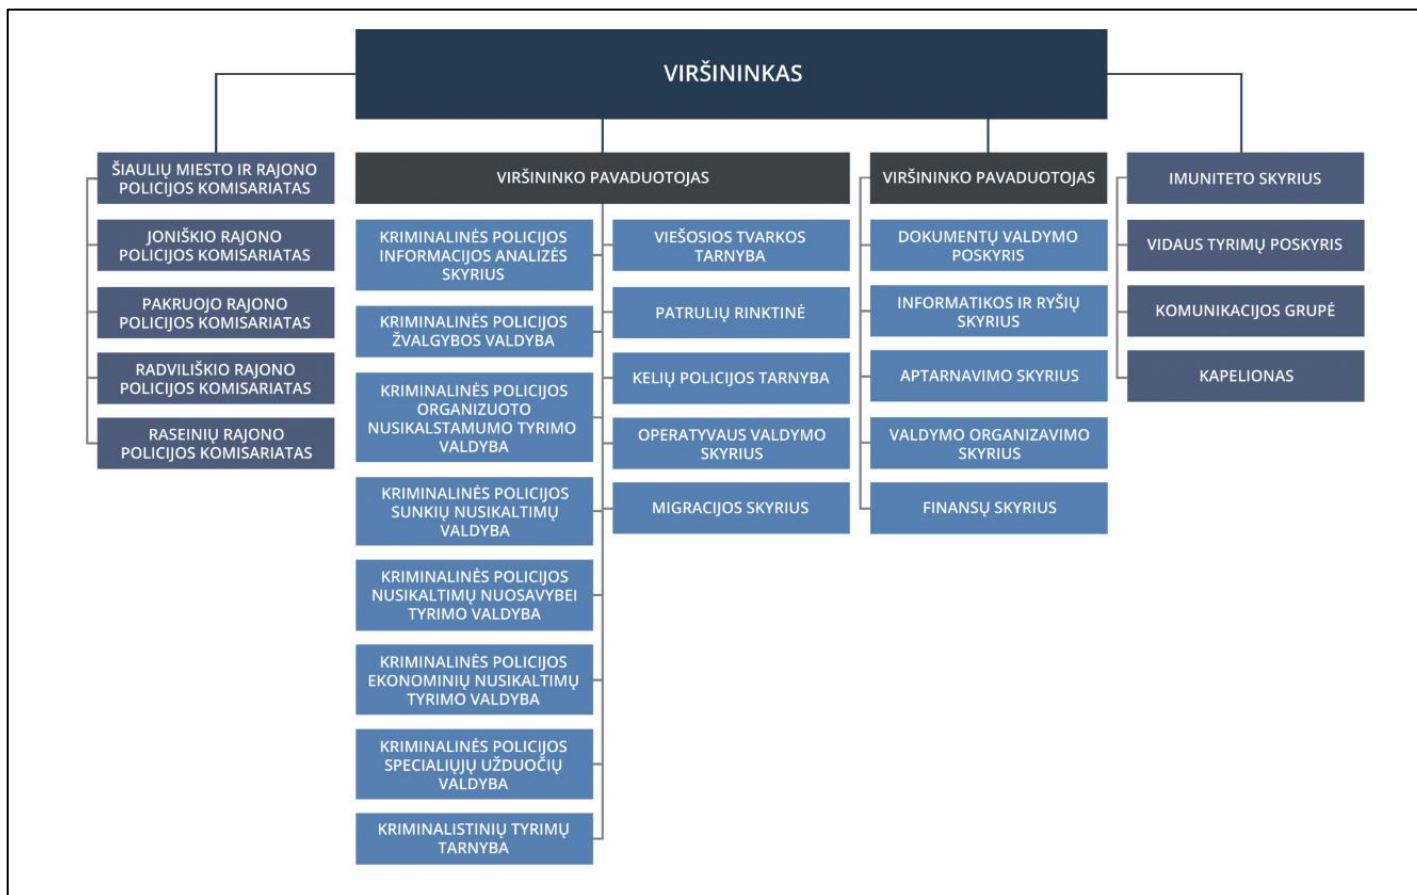 VIRŠININKAS
ŠIAULIŲ MIESTO IR RAJONO
POLICIJOS KOMISARIATAS
JONIŠKIO RAJONO
POLICIJOS KOMISARIATAS
PAKRUOJO RAJONO
POLICIJOS KOMISARIATAS
RADVILIŠKIO RAJONO
POLICIJOS KOMISARIATAS
RASEINIŲ RAJONO
POLICIJOS KOMISARIATAS
VIRŠININKO PAVADUOTOJAS
KRIMINALINĖS POLICIJOS
INFORMACIJOS ANALIZĖS
SKYRIUS
KRIMINALINĖS POLICIJOS
ŽVALGYBOS VALDYBA
KRIMINALINĖS POLICIJOS
ORGANIZUOTO
NUSIKALSTAMUMO TYRIMO
VALDYBA
KRIMINALINĖS POLICIJOS
SUNKIŲ NUSIKALTIMŲ
VALDYBA
KRIMINALINĖS POLICIJOS
NUSIKALTIMŲ NUOSAVYBEI
TYRIMO VALDYBA
KRIMINALINĖS POLICIJOS
EKONOMINIŲ NUSIKALTIMŲ
TYRIMO VALDYBA
KRIMINALINĖS POLICIJOS
SPECIALIŲJŲ UŽDUOČIŲ
VALDYBA
KRIMINALISTINIŲ TYRIMŲ
TARNYBA
VIEŠOSIOS TVARKOS
TARNYBA
PATRULIŲ RINKTINĖ
KELIŲ POLICIJOS TARNYBA
OPERATYVAUS VALDYMO
SKYRIUS
MIGRACIJOS SKYRIUS
VIRŠININKO PAVADUOTOJAS
DOKUMENTŲ VALDYMO
POSKYRIS
INFORMATIKOS IR RYŠIŲ
SKYRIUS
APTARNAVIMO SKYRIUS
VALDYMO ORGANIZAVIMO
SKYRIUS
FINANSŲ SKYRIUS
IMUNITETO SKYRIUS
VIDAUS TYRIMŲ POSKYRIS
KOMUNIKACIJOS GRUPĖ
KAPELIONAS